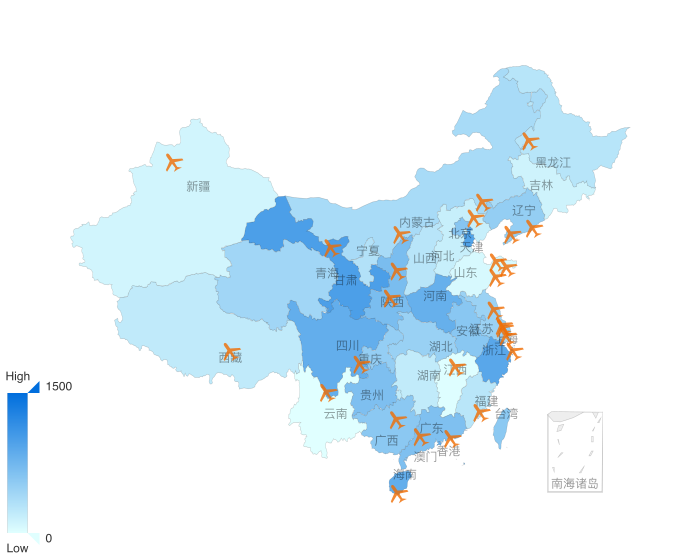 黑龙江
吉林
新疆
辽宁
内蒙古
北京
天津
宁夏
山西
河北
山东
青海
甘肃
陕西
河南
江苏
安徽
上海
四川
湖北
浙江
西藏
重庆
江西
湖南
贵州
福建
云南
台湾
广东
广西
香港
澳门
海南
南海诸岛
High
1500
0
Low